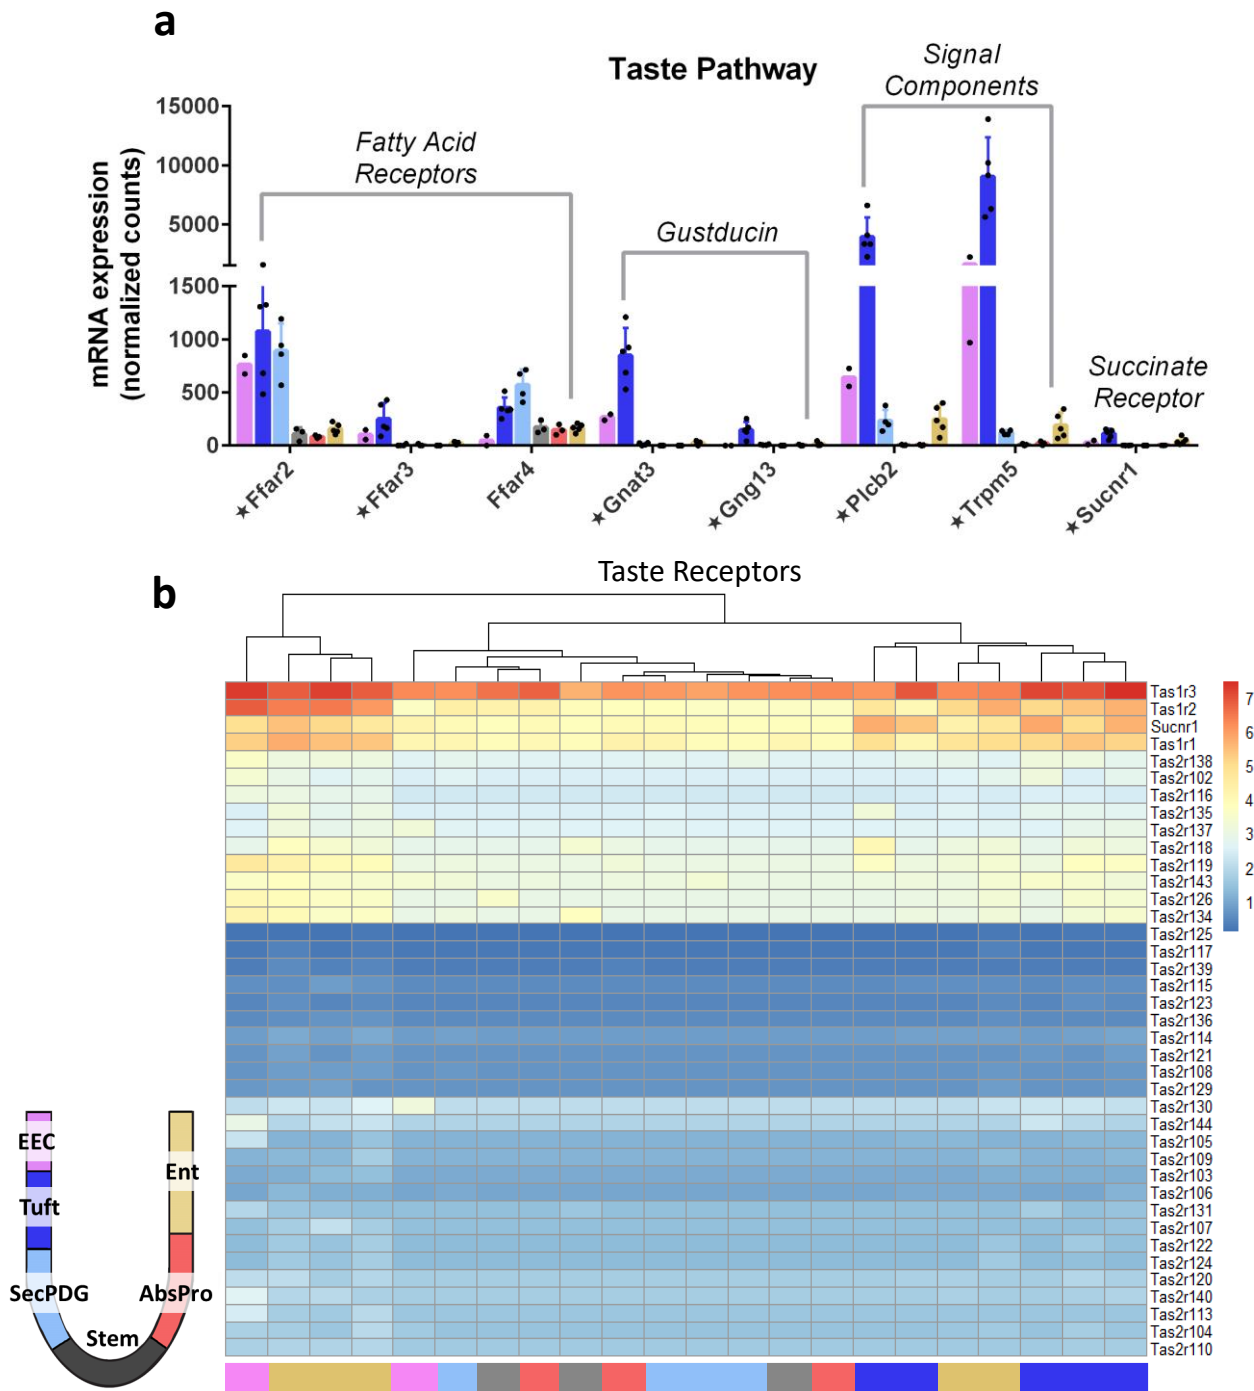 a
Taste Pathway
Signal
Components
Fatty Acid
Receptors
Gustducin
Succinate
Receptor
mRNA expression
(normalized counts)
15000
10000
5000
1500
1000
500
0
★Ffar2
★Ffar3
Ffar4
★Gnat3
★Gng13
★Plcb2
★Trpm5
★Sucnr1
b
Taste Receptors
Tas1r3
Tas1r2
Sucnr1
Tas1r1
Tas2r138
Tas2r102
Tas2r116
Tas2r135
Tas2r137
Tas2r118
Tas2r119
Tas2r143
Tas2r126
Tas2r134
Tas2r125
Tas2r117
Tas2r139
Tas2r115
Tas2r123
Tas2r136
Tas2r114
Tas2r121
Tas2r108
Tas2r129
Tas2r130
Tas2r144
Tas2r105
Tas2r109
Tas2r103
Tas2r106
Tas2r131
Tas2r107
Tas2r122
Tas2r124
Tas2r120
Tas2r140
Tas2r113
Tas2r104
Tas2r110
7
6
5
4
3
2
1
EEC
Ent
Tuft
SecPDG
AbsPro
Stem